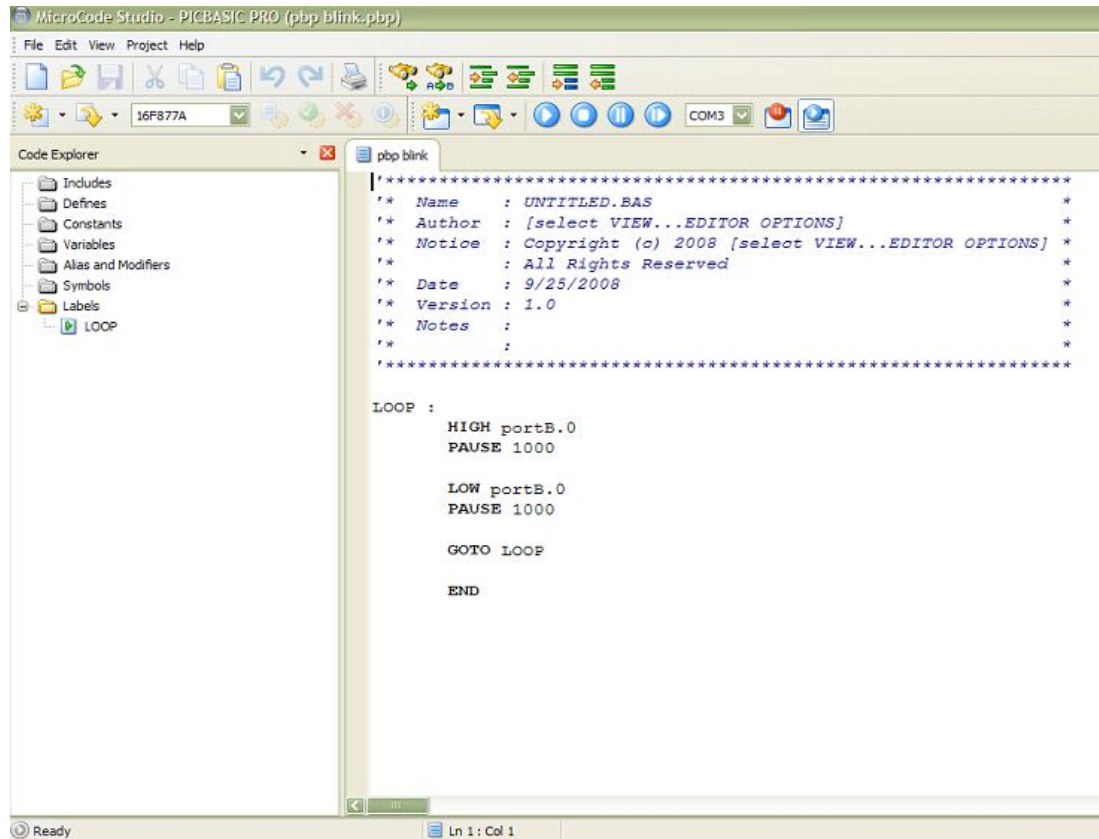 MicroCode Studio - PICBASIC PRO (pbp blink.pbp)
File Edit View Project Help
16F877A
COM3
Code Explorer
pbp blink
Includes
Defines
Constants
Variables
Alias and Modifiers
Symbols
Labels
LOOP
'****************************************************************
'* Name : UNTITLED.BAS *
'* Author : [select VIEW...EDITOR OPTIONS] *
'* Notice : Copyright (c) 2008 [select VIEW...EDITOR OPTIONS] *
'* : All Rights Reserved *
'* Date : 9/25/2008 *
'* Version : 1.0 *
'* Notes : *
'* : *
'****************************************************************
LOOP :
HIGH portB.0
PAUSE 1000
LOW portB.0
PAUSE 1000
GOTO LOOP
END
Ready
Ln 1 : Col 1